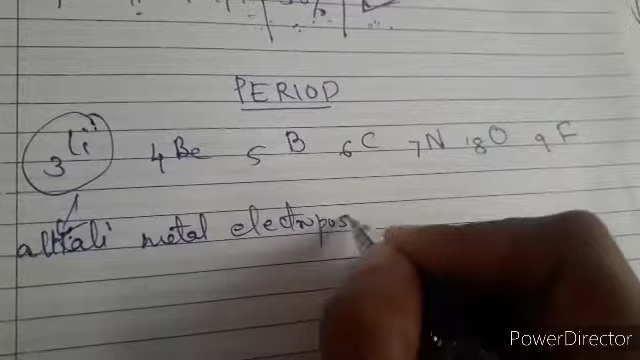 PERIOD
3Li 4Be 5B 6C 7N 8O 9F
alkali metal electropos
PowerDirector